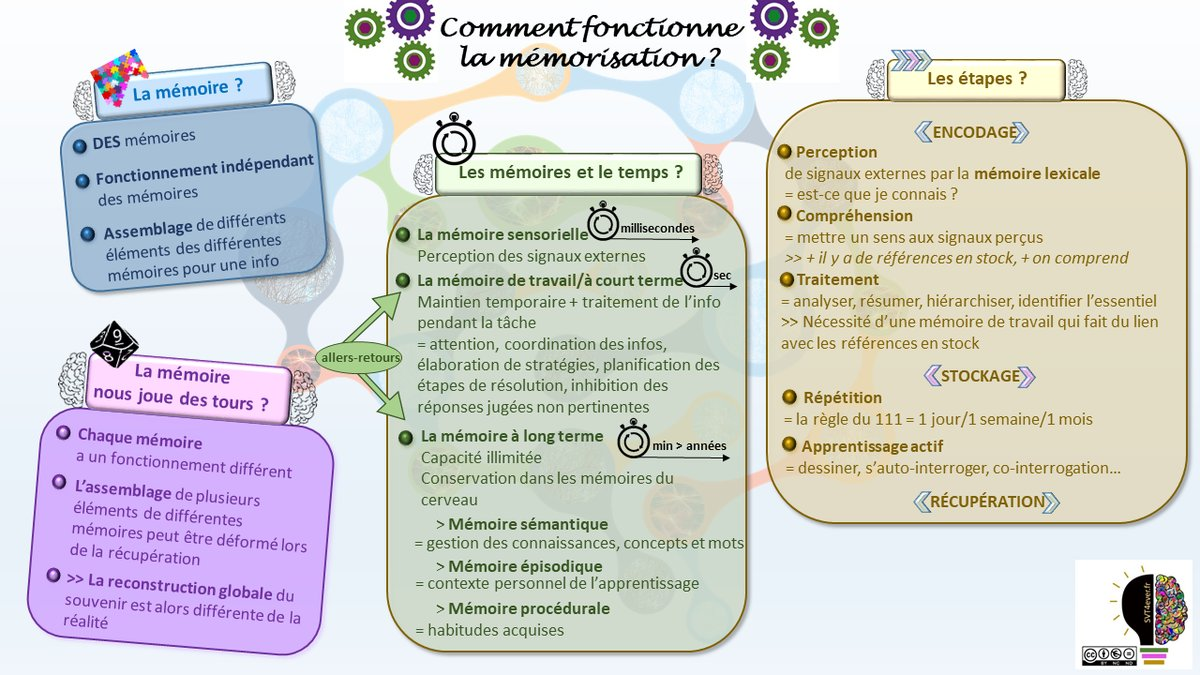 Comment fonctionne
la mémorisation ?
La mémoire ?
DES mémoires
Fonctionnement indépendant
des mémoires
Assemblage de différents
éléments des différentes
mémoires pour une info
9
8
La mémoire
nous joue des tours ?
Chaque mémoire
a un fonctionnement différent
L'assemblage de plusieurs
éléments de différentes
mémoires peut être déformé lors
de la récupération
>> La reconstruction globale du
souvenir est alors différente de la
réalité
Les mémoires et le temps ?
La mémoire sensorielle
millisecondes
Perception des signaux externes
La mémoire de travail/à court terme
sec
Maintien temporaire + traitement de l'info
pendant la tâche
= attention, coordination des infos,
élaboration de stratégies, planification des
étapes de résolution, inhibition des
réponses jugées non pertinentes
allers-retours
La mémoire à long terme
min > années
Capacité illimitée
Conservation dans les mémoires du
cerveau
> Mémoire sémantique
= gestion des connaissances, concepts et mots
> Mémoire épisodique
= contexte personnel de l'apprentissage
> Mémoire procédurale
= habitudes acquises
Les étapes ?
ENCODAGE
Perception
de signaux externes par la mémoire lexicale
= est-ce que je connais ?
Compréhension
= mettre un sens aux signaux perçus
>> + il y a de références en stock, + on comprend
Traitement
= analyser, résumer, hiérarchiser, identifier l'essentiel
>> Nécessité d'une mémoire de travail qui fait du lien
avec les références en stock
STOCKAGE
Répétition
= la règle du 111 = 1 jour/1 semaine/1 mois
Apprentissage actif
= dessiner, s'auto-interroger, co-interrogation…
RÉCUPÉRATION
SVT4ever.fr
cc
BY NC ND